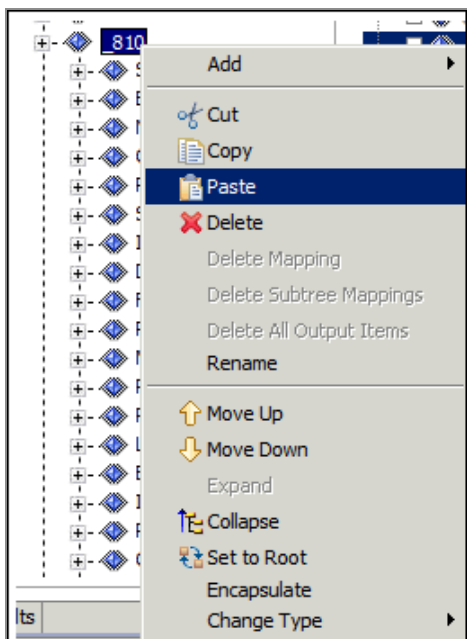 _810
Add
Cut
Copy
Paste
Delete
Delete Mapping
Delete Subtree Mappings
Delete All Output Items
Rename
Move Up
Move Down
Expand
Collapse
Set to Root
Encapsulate
Change Type
lts